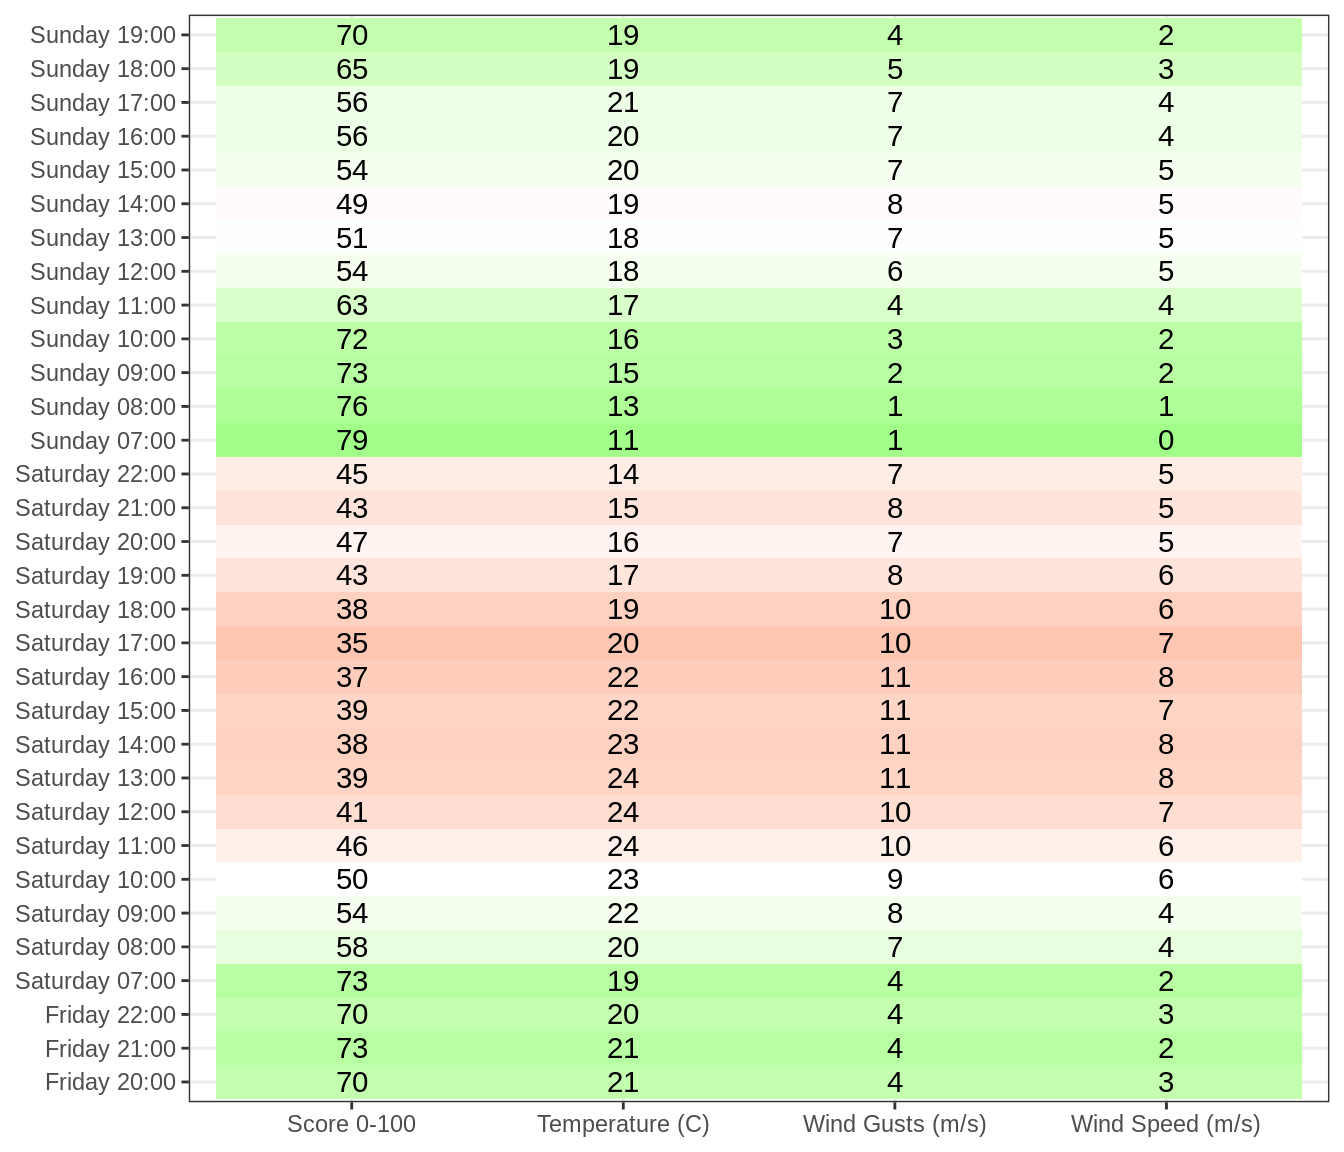 Sunday 19:00 70 19 4 2
Sunday 18:00 65 19 5 3
Sunday 17:00 56 21 7 4
Sunday 16:00 56 20 7 4
Sunday 15:00 54 20 7 5
Sunday 14:00 49 19 8 5
Sunday 13:00 51 18 7 5
Sunday 12:00 54 18 6 5
Sunday 11:00 63 17 4 4
Sunday 10:00 72 16 3 2
Sunday 09:00 73 15 2 2
Sunday 08:00 76 13 1 1
Sunday 07:00 79 11 1 0
Saturday 22:00 45 14 7 5
Saturday 21:00 43 15 8 5
Saturday 20:00 47 16 7 5
Saturday 19:00 43 17 8 6
Saturday 18:00 38 19 10 6
Saturday 17:00 35 20 10 7
Saturday 16:00 37 22 11 8
Saturday 15:00 39 22 11 7
Saturday 14:00 38 23 11 8
Saturday 13:00 39 24 11 8
Saturday 12:00 41 24 10 7
Saturday 11:00 46 24 10 6
Saturday 10:00 50 23 9 6
Saturday 09:00 54 22 8 4
Saturday 08:00 58 20 7 4
Saturday 07:00 73 19 4 2
Friday 22:00 70 20 4 3
Friday 21:00 73 21 4 2
Friday 20:00 70 21 4 3
Score 0-100 Temperature (C) Wind Gusts (m/s) Wind Speed (m/s)